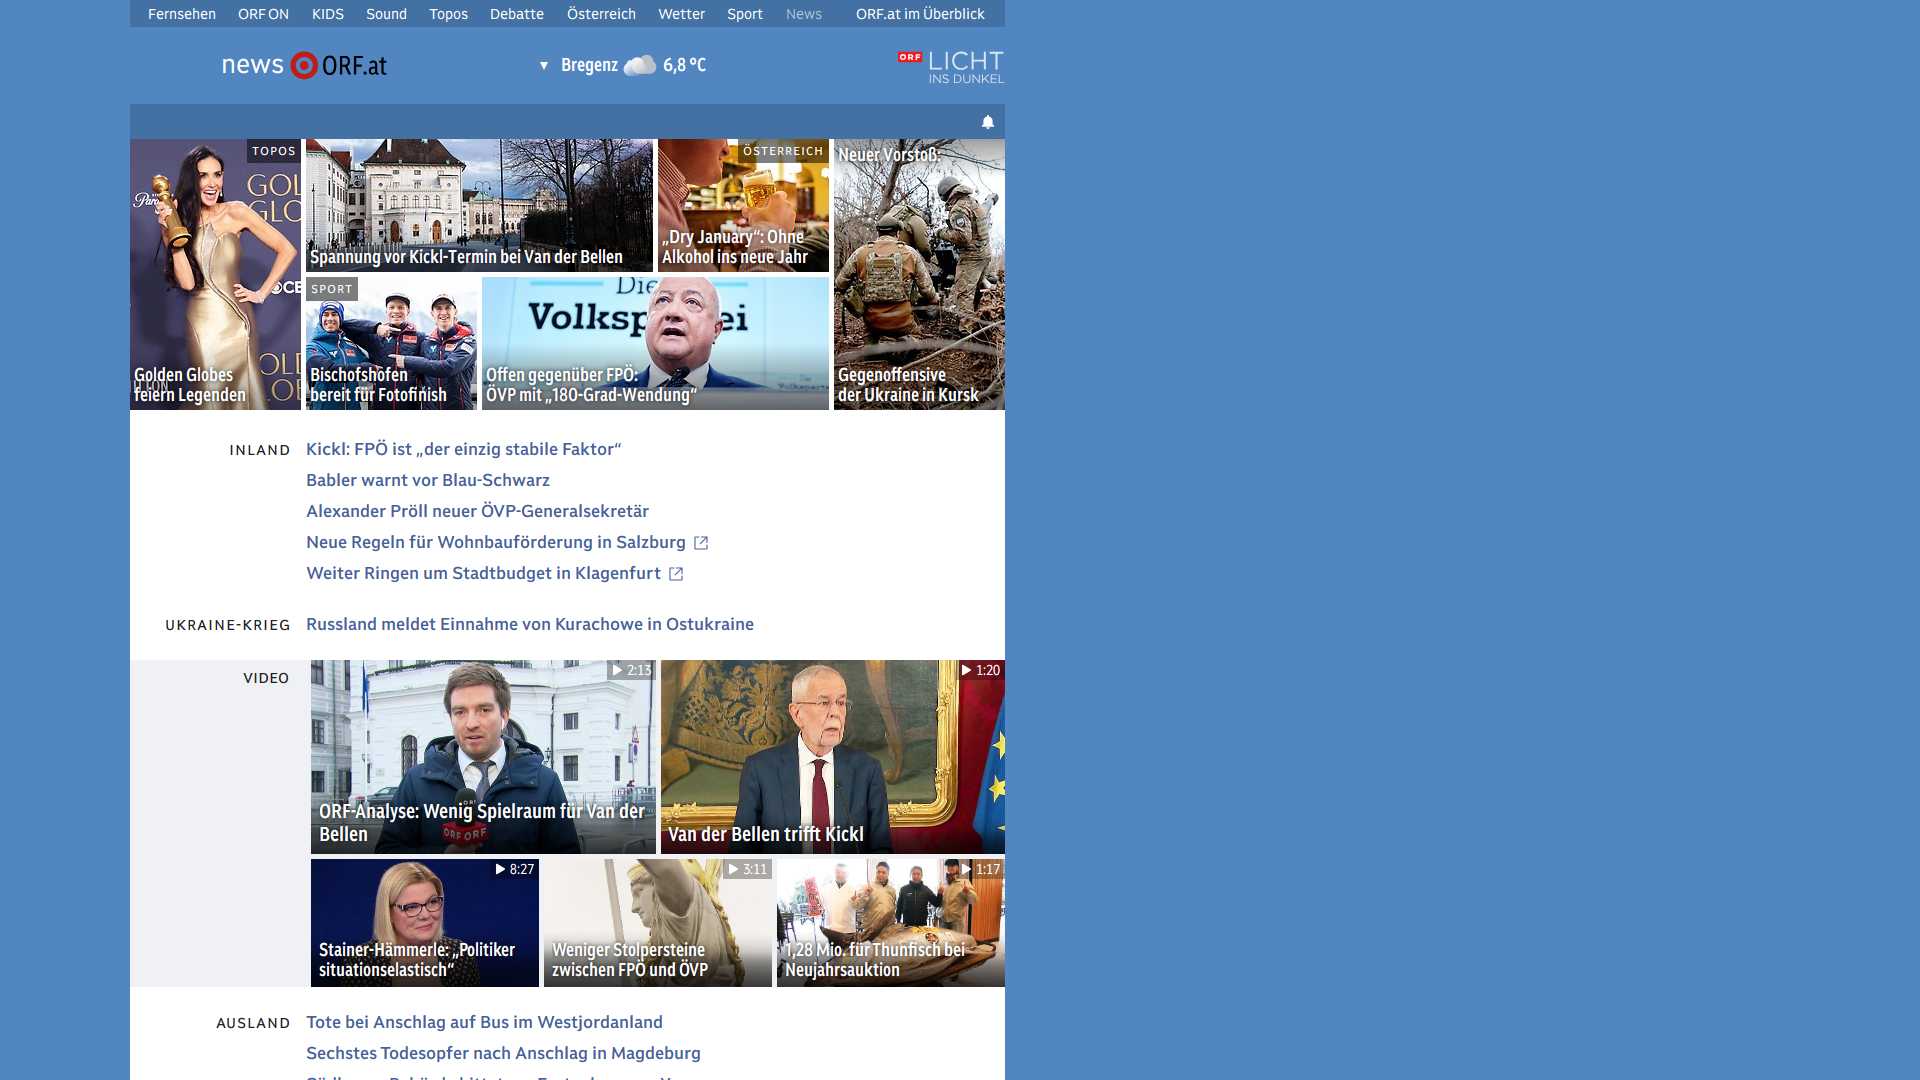 Fernsehen ORF ON KIDS Sound Topos Debatte Österreich Wetter Sport News ORF.at im Überblick
news ORF.at
Bregenz 6,8 °C
ORF LICHT
INS DUNKEL
TOPOS
GOL
GLO
Golden Globes
feiern Legenden
Spannung vor Kickl-Termin bei Van der Bellen
ÖSTERREICH
„Dry January“: Ohne
Alkohol ins neue Jahr
Neuer Vorstoß:
Gegenoffensive
der Ukraine in Kursk
SPORT
Bischofshofen
bereit für Fotofinish
Die
Volksp ei
Offen gegenüber FPÖ:
ÖVP mit „180-Grad-Wendung“
INLAND
Kickl: FPÖ ist „der einzig stabile Faktor“
Babler warnt vor Blau-Schwarz
Alexander Pröll neuer ÖVP-Generalsekretär
Neue Regeln für Wohnbauförderung in Salzburg
Weiter Ringen um Stadtbudget in Klagenfurt
UKRAINE-KRIEG
Russland meldet Einnahme von Kurachowe in Ostukraine
VIDEO
2:13
ORF-Analyse: Wenig Spielraum für Van der
Bellen
ORF ORF
1:20
Van der Bellen trifft Kickl
8:27
Stainer-Hämmerle: „Politiker
situationselastisch“
3:11
Weniger Stolpersteine
zwischen FPÖ und ÖVP
1:17
1,28 Mio. für Thunfisch bei
Neujahrsauktion
AUSLAND
Tote bei Anschlag auf Bus im Westjordanland
Sechstes Todesopfer nach Anschlag in Magdeburg